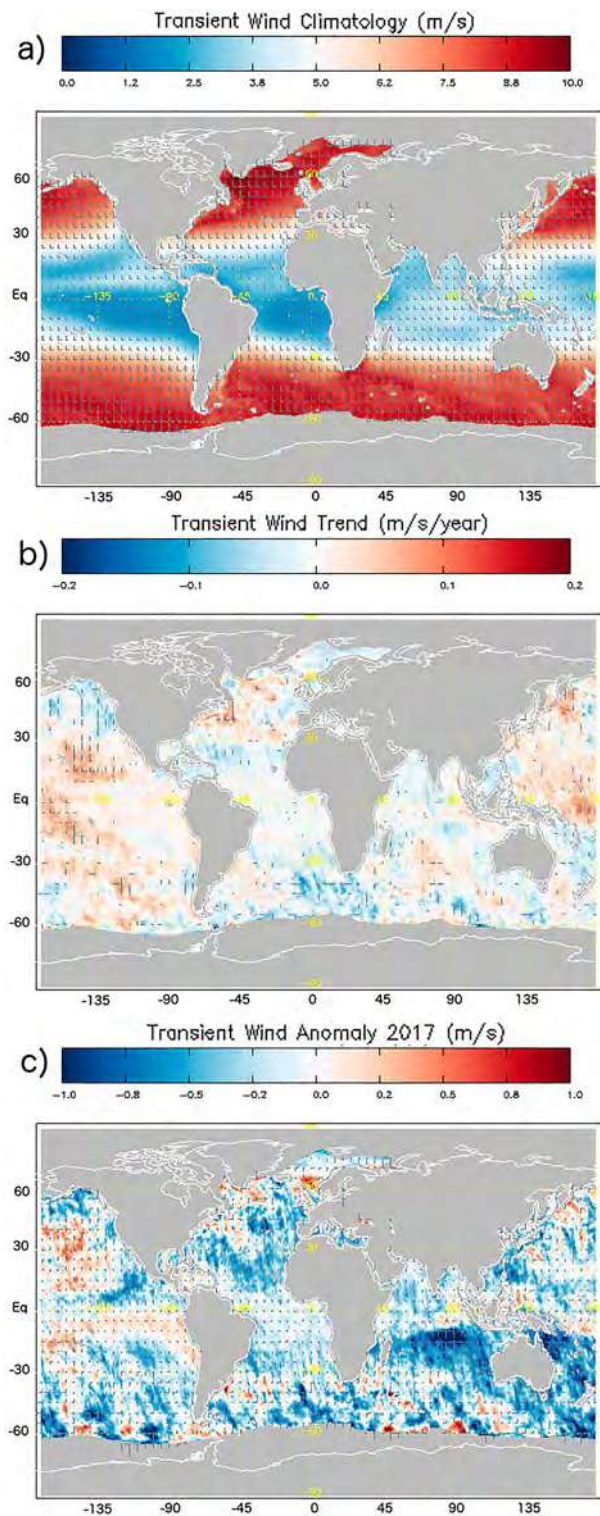 Transient Wind Climatology (m/s)
a)
0.0 1.2 2.5 3.8 5.0 6.2 7.5 8.8 10.0
60
30
Eq
-30
-60
-135 -90 -45 0 45 90 135
Transient Wind Trend (m/s/year)
b)
-0.2 -0.1 0.0 0.1 0.2
60
30
Eq
-30
-60
-135 -90 -45 0 45 90 135
Transient Wind Anomaly 2017 (m/s)
c)
-1.0 -0.8 -0.5 -0.2 0.0 0.2 0.5 0.8 1.0
60
30
Eq
-30
-60
-135 -90 -45 0 45 90 135